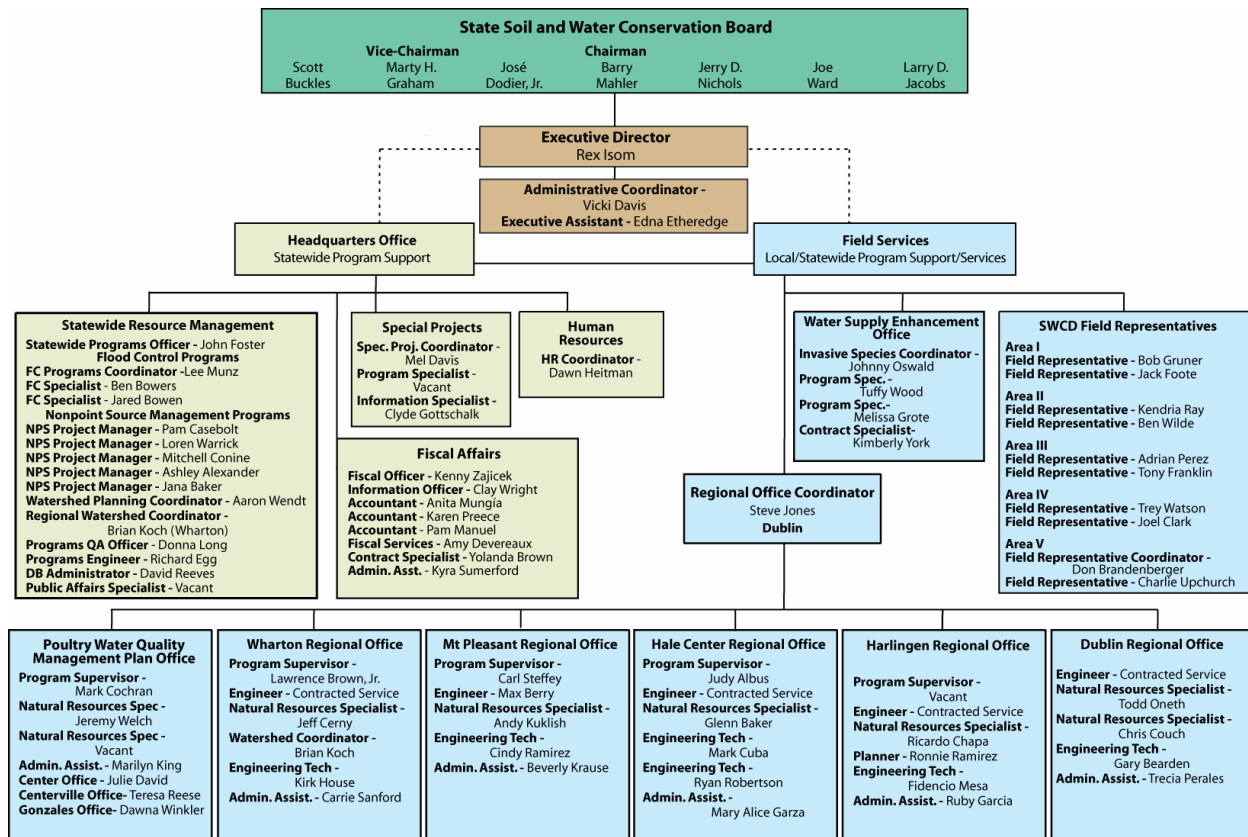 State Soil and Water Conservation Board
Vice-Chairman Chairman
Scott Marty H. José Barry Jerry D. Joe Larry D.
Buckles Graham Dodier, Jr. Mahler Nichols Ward Jacobs
Executive Director
Rex Isom
Administrative Coordinator -
Vicki Davis
Executive Assistant - Edna Etheredge
Headquarters Office
Statewide Program Support
Field Services
Local/Statewide Program Support/Services
Statewide Resource Management
Statewide Programs Officer - John Foster
Flood Control Programs
FC Programs Coordinator -Lee Munz
FC Specialist - Ben Bowers
FC Specialist - Jared Bowen
Nonpoint Source Management Programs
NPS Project Manager - Pam Casebolt
NPS Project Manager - Loren Warrick
NPS Project Manager - Mitchell Conine
NPS Project Manager - Ashley Alexander
NPS Project Manager - Jana Baker
Watershed Planning Coordinator - Aaron Wendt
Regional Watershed Coordinator -
Brian Koch (Wharton)
Programs QA Officer - Donna Long
Programs Engineer - Richard Egg
DB Administrator - David Reeves
Public Affairs Specialist - Vacant
Special Projects
Spec. Proj. Coordinator -
Mel Davis
Program Specialist -
Vacant
Information Specialist -
Clyde Gottschalk
Human
Resources
HR Coordinator -
Dawn Heitman
Fiscal Affairs
Fiscal Officer - Kenny Zajicek
Information Officer - Clay Wright
Accountant - Anita Mungía
Accountant - Karen Preece
Accountant - Pam Manuel
Fiscal Services - Amy Devereaux
Contract Specialist - Yolanda Brown
Admin. Asst. - Kyra Sumerford
Water Supply Enhancement
Office
Invasive Species Coordinator -
Johnny Oswald
Program Spec. -
Tuffy Wood
Program Spec.-
Melissa Grote
Contract Specialist-
Kimberly York
SWCD Field Representatives
Area I
Field Representative - Bob Gruner
Field Representative - Jack Foote
Area II
Field Representative - Kendria Ray
Field Representative - Ben Wilde
Area III
Field Representative - Adrian Perez
Field Representative - Tony Franklin
Area IV
Field Representative - Trey Watson
Field Representative - Joel Clark
Area V
Field Representative Coordinator -
Don Brandenberger
Field Representative - Charlie Upchurch
Regional Office Coordinator
Steve Jones
Dublin
Poultry Water Quality
Management Plan Office
Program Supervisor -
Mark Cochran
Natural Resources Spec -
Jeremy Welch
Natural Resources Spec -
Vacant
Admin. Assist. - Marilyn King
Center Office - Julie David
Centerville Office- Teresa Reese
Gonzales Office- Dawna Winkler
Wharton Regional Office
Program Supervisor -
Lawrence Brown, Jr.
Engineer - Contracted Service
Natural Resources Specialist -
Jeff Cerny
Watershed Coordinator -
Brian Koch
Engineering Tech -
Kirk House
Admin. Assist. - Carrie Sanford
Mt Pleasant Regional Office
Program Supervisor -
Carl Steffey
Engineer - Max Berry
Natural Resources Specialist -
Andy Kuklish
Engineering Tech -
Cindy Ramirez
Admin. Assist. - Beverly Krause
Hale Center Regional Office
Program Supervisor -
Judy Albus
Engineer - Contracted Service
Natural Resources Specialist -
Glenn Baker
Engineering Tech -
Mark Cuba
Engineering Tech -
Ryan Robertson
Admin. Assist. -
Mary Alice Garza
Harlingen Regional Office
Program Supervisor -
Vacant
Engineer - Contracted Service
Natural Resources Specialist -
Ricardo Chapa
Planner - Ronnie Ramirez
Engineering Tech -
Fidencio Mesa
Admin. Assist. - Ruby Garcia
Dublin Regional Office
Engineer - Contracted Service
Natural Resources Specialist -
Todd Oneth
Natural Resources Specialist -
Chris Couch
Engineering Tech -
Gary Bearden
Admin. Assist. - Trecia Perales